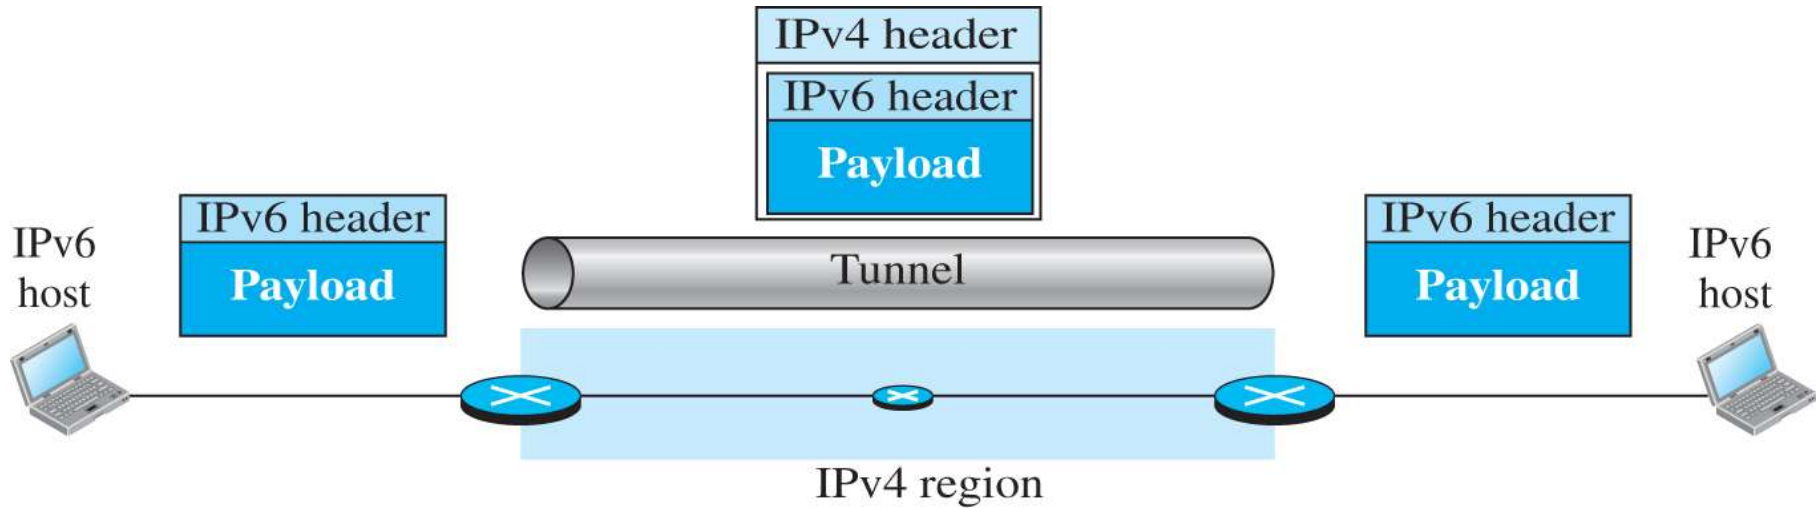 IPv4 header
IPv6 header
Payload
IPv6 header
Payload
IPv6 header
Payload
IPv6
host
IPv6
host
Tunnel
IPv4 region